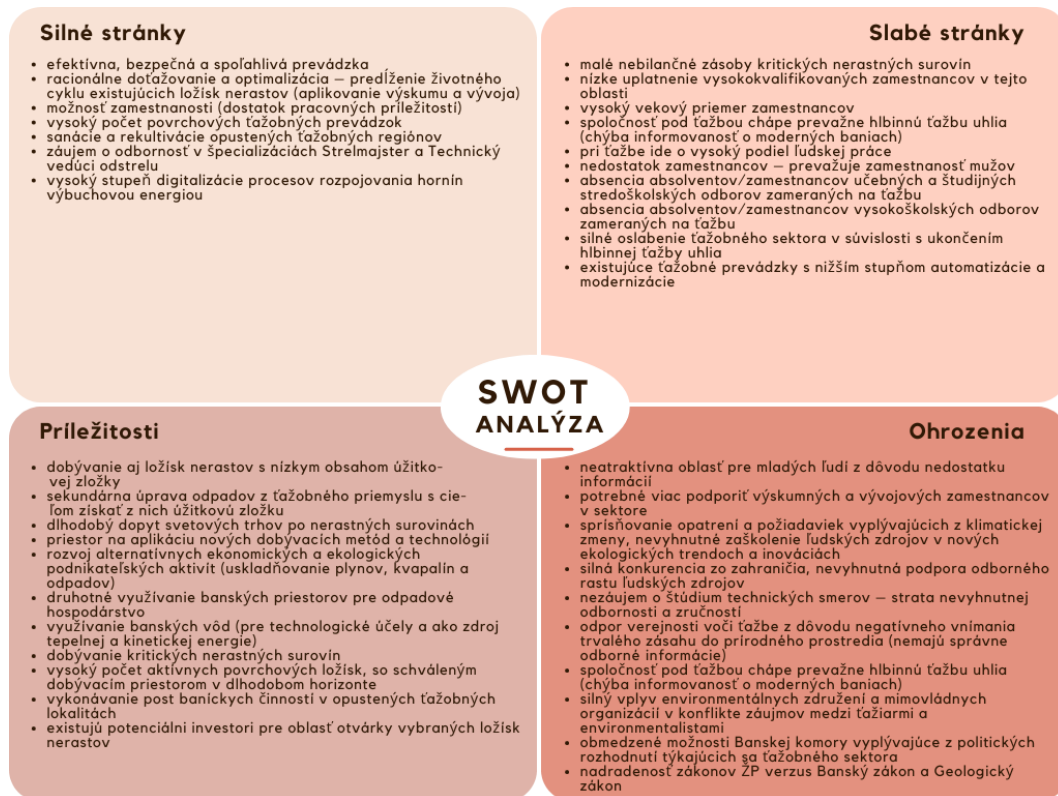 Silné stránky
• efektívna, bezpečná a spoľahlivá prevádzka
• racionálne doťažovanie a optimalizácia – predĺženie životného
cyklu existujúcich ložísk nerastov (aplikovanie výskumu a vývoja)
• možnosť zamestnanosti (dostatok pracovných príležitostí)
• vysoký počet povrchových ťažobných prevádzok
• sanácie a rekultivácie opustených ťažobných regiónov
• záujem o odbornosť v špecializáciách Strelmajster a Technický
vedúci odstrelu
• vysoký stupeň digitalizácie procesov rozpojovania hornín
výbuchovou energiou
Slabé stránky
• malé nebilančné zásoby kritických nerastných surovín
• nízke uplatnenie vysokokvalifikovaných zamestnancov v tejto
oblasti
• vysoký vekový priemer zamestnancov
• spoločnosť pod ťažbou chápe prevažne hlbinnú ťažbu uhlia
(chýba informovanosť o moderných baniach)
• pri ťažbe ide o vysoký podiel ľudskej práce
• nedostatok zamestnancov – prevažuje zamestnanosť mužov
• absencia absolventov/zamestnancov učebných a študijných
stredoškolských odborov zameraných na ťažbu
• absencia absolventov/zamestnancov vysokoškolských odborov
zameraných na ťažbu
• silné oslabenie ťažobného sektora v súvislosti s ukončením
hlbinnej ťažby uhlia
• existujúce ťažobné prevádzky s nižším stupňom automatizácie a
modernizácie
SWOT
ANALÝZA
Príležitosti
• dobývanie aj ložísk nerastov s nízkym obsahom úžitko-
vej zložky
• sekundárna úprava odpadov z ťažobného priemyslu s cie-
ľom získať z nich úžitkovú zložku
• dlhodobý dopyt svetových trhov po nerastných surovinách
• priestor na aplikáciu nových dobývacích metód a technológií
• rozvoj alternatívnych ekonomických a ekologických
podnikateľských aktivít (uskladňovanie plynov, kvapalín a
odpadov)
• druhotné využívanie banských priestorov pre odpadové
hospodárstvo
• využívanie banských vôd (pre technologické účely a ako zdroj
tepelnej a kinetickej energie)
• dobývanie kritických nerastných surovín
• vysoký počet aktívnych povrchových ložísk, so schváleným
dobývacím priestorom v dlhodobom horizonte
• vykonávanie post baníckych činností v opustených ťažobných
lokalitách
• existujú potenciálni investori pre oblasť otvárky vybraných ložísk
nerastov
Ohrozenia
• neatraktívna oblasť pre mladých ľudí z dôvodu nedostatku
informácií
• potrebné viac podporiť výskumných a vývojových zamestnancov
v sektore
• sprísňovanie opatrení a požiadaviek vyplývajúcich z klimatickej
zmeny, nevyhnutné zaškolenie ľudských zdrojov v nových
ekologických trendoch a inováciách
• silná konkurencia zo zahraničia, nevyhnutná podpora odborného
rastu ľudských zdrojov
• nezáujem o štúdium technických smerov – strata nevyhnutnej
odbornosti a zručností
• odpor verejnosti voči ťažbe z dôvodu negatívneho vnímania
trvalého zásahu do prírodného prostredia (nemajú správne
odborné informácie)
• spoločnosť pod ťažbou chápe prevažne hlbinnú ťažbu uhlia
(chýba informovanosť o moderných baniach)
• silný vplyv environmentálnych združení a mimovládnych
organizácií v konflikte záujmov medzi ťažiarmi a
environmentalistami
• obmedzené možnosti Banskej komory vyplývajúce z politických
rozhodnutí týkajúcich sa ťažobného sektora
• nadradenosť zákonov ŽP verzus Banský zákon a Geologický
zákon